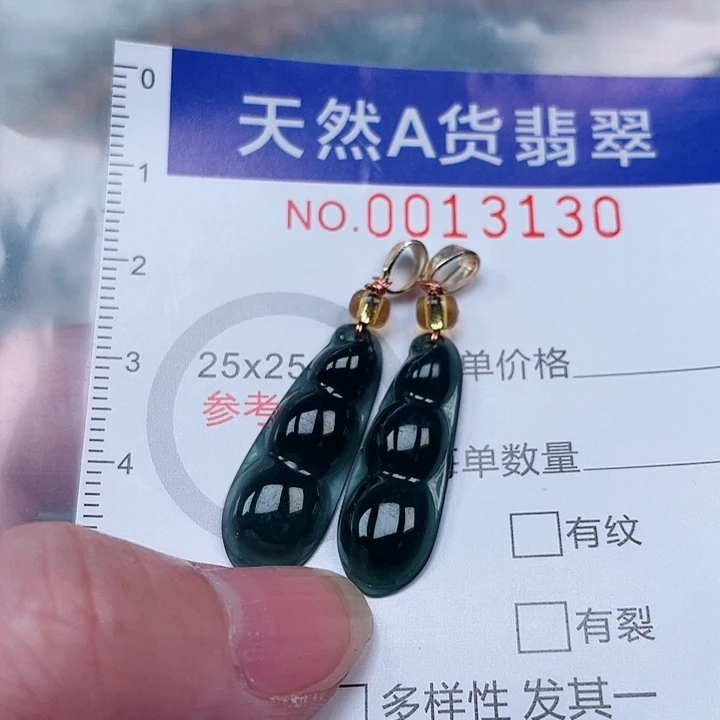 0
天然A货翡翠
1
NO.0013130
2
3
25x25
单价格
参考
4
单数量
有纹
有裂
多样性 发其一